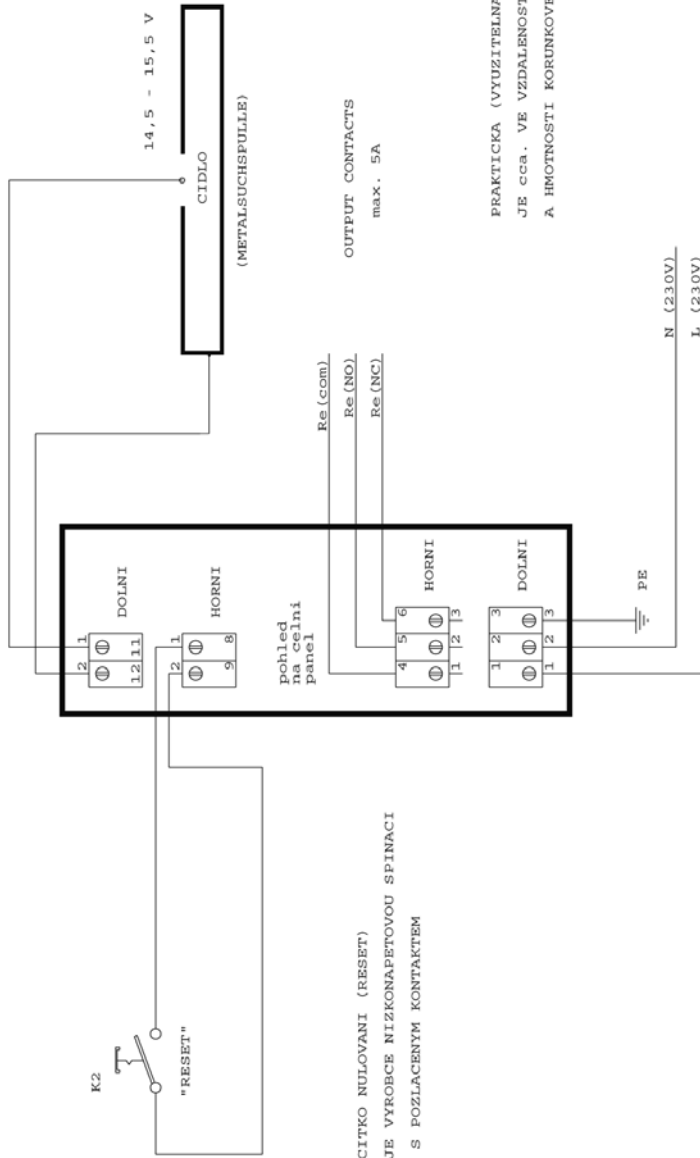 K2
"RESET"
14,5 - 15,5 V
CIDLO
(METALSUCHSPULLE)
2 1
12 11
DOLNI
2 1
9 8
HORNI
pohled
na celni
panel
Re(com)
Re(NO)
Re(NC)
OUTPUT CONTACTS
max. 5A
4 5 6
1 2 3
HORNI
1 2 3
1 2 3
DOLNI
PE
N (230V)
L (230V)
CITKO NULOVANI (RESET)
JE VYROBCE NIZKONAPETOVOU SPINACI
S POZLACENYM KONTAKTEM
PRAKTICKA (VYUZITELNA
JE cca. VE VZDALENOST
A HMOTNOSTI KORUNKOVE